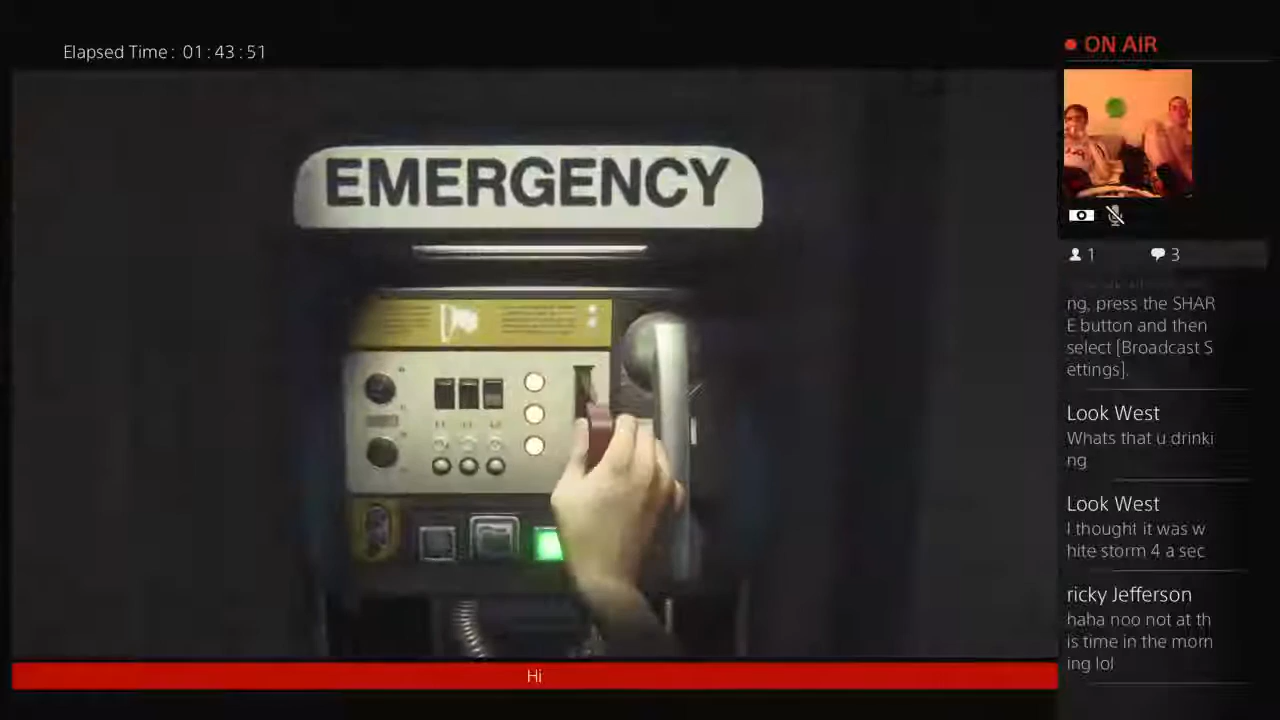 Elapsed Time: 01:43:51
ON AIR
EMERGENCY
1
3
ng, press the SHAR
E button and then
select [Broadcast S
ettings].
Look West
Whats that u drinki
ng
Look West
I thought it was w
hite storm 4 a sec
ricky Jefferson
haha noo not at th
is time in the morn
ing lol
Hi